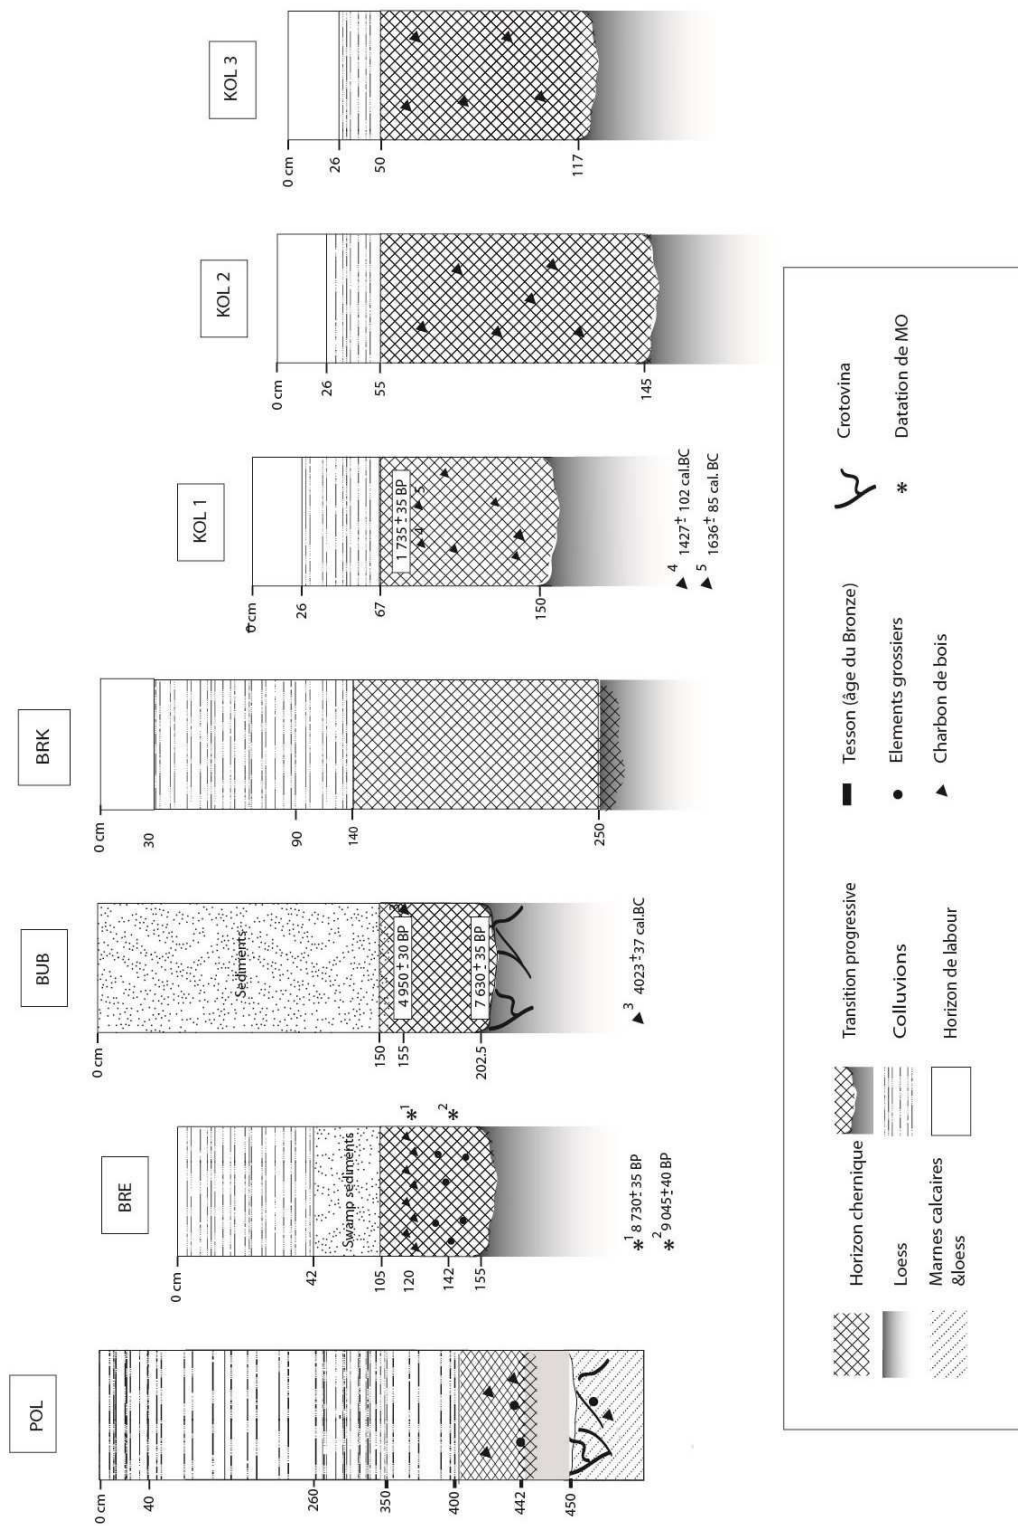 POL
0 cm
40
260
350
400
442
450
BRE
0 cm
42
105
120
142
155
Swamp sediments
*1
*2
*1 8 730± 35 BP
*2 9 045±40 BP
BUB
0 cm
150
155
202.5
Sediments
3
4 950 ± 30 BP
7 630 ± 35 BP
3 4023 ±37 cal.BC
BRK
0 cm
30
90
140
250
KOL 1
0 cm
26
67
150
1 735 ± 35 BP
4
5
4 1427± 102 cal.BC
5 1636± 85 cal. BC
KOL 2
0 cm
26
55
145
KOL 3
0 cm
26
50
117
Horizon chernique
Loess
Marnes calcaires
&loess
Transition progressive
Colluvions
Horizon de labour
Tesson (âge du Bronze)
Elements grossiers
Charbon de bois
Crotovina
* Datation de MO